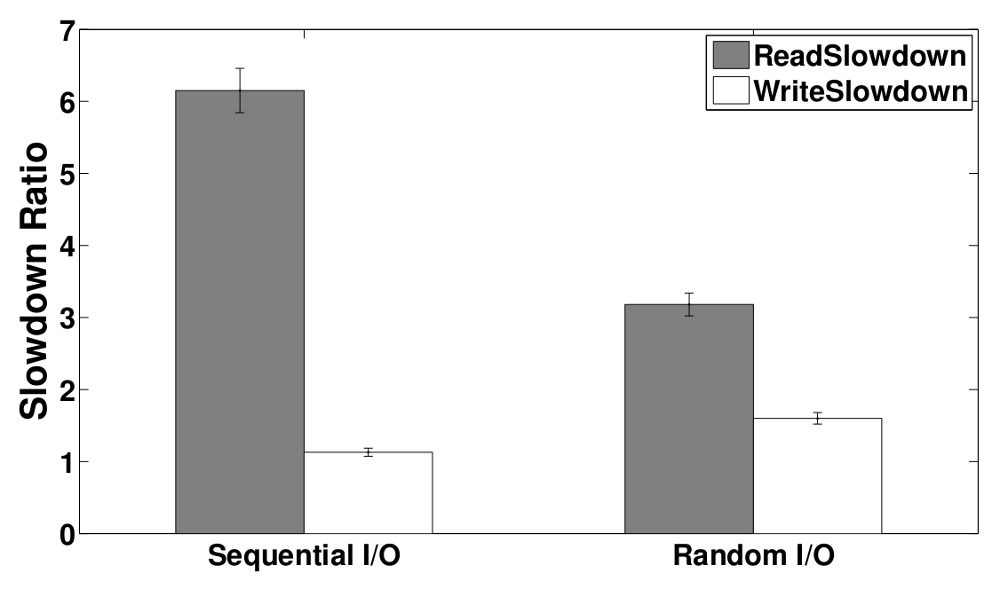 7
6
5
4
3
2
1
0
Slowdown Ratio
ReadSlowdown
WriteSlowdown
Sequential I/O
Random I/O